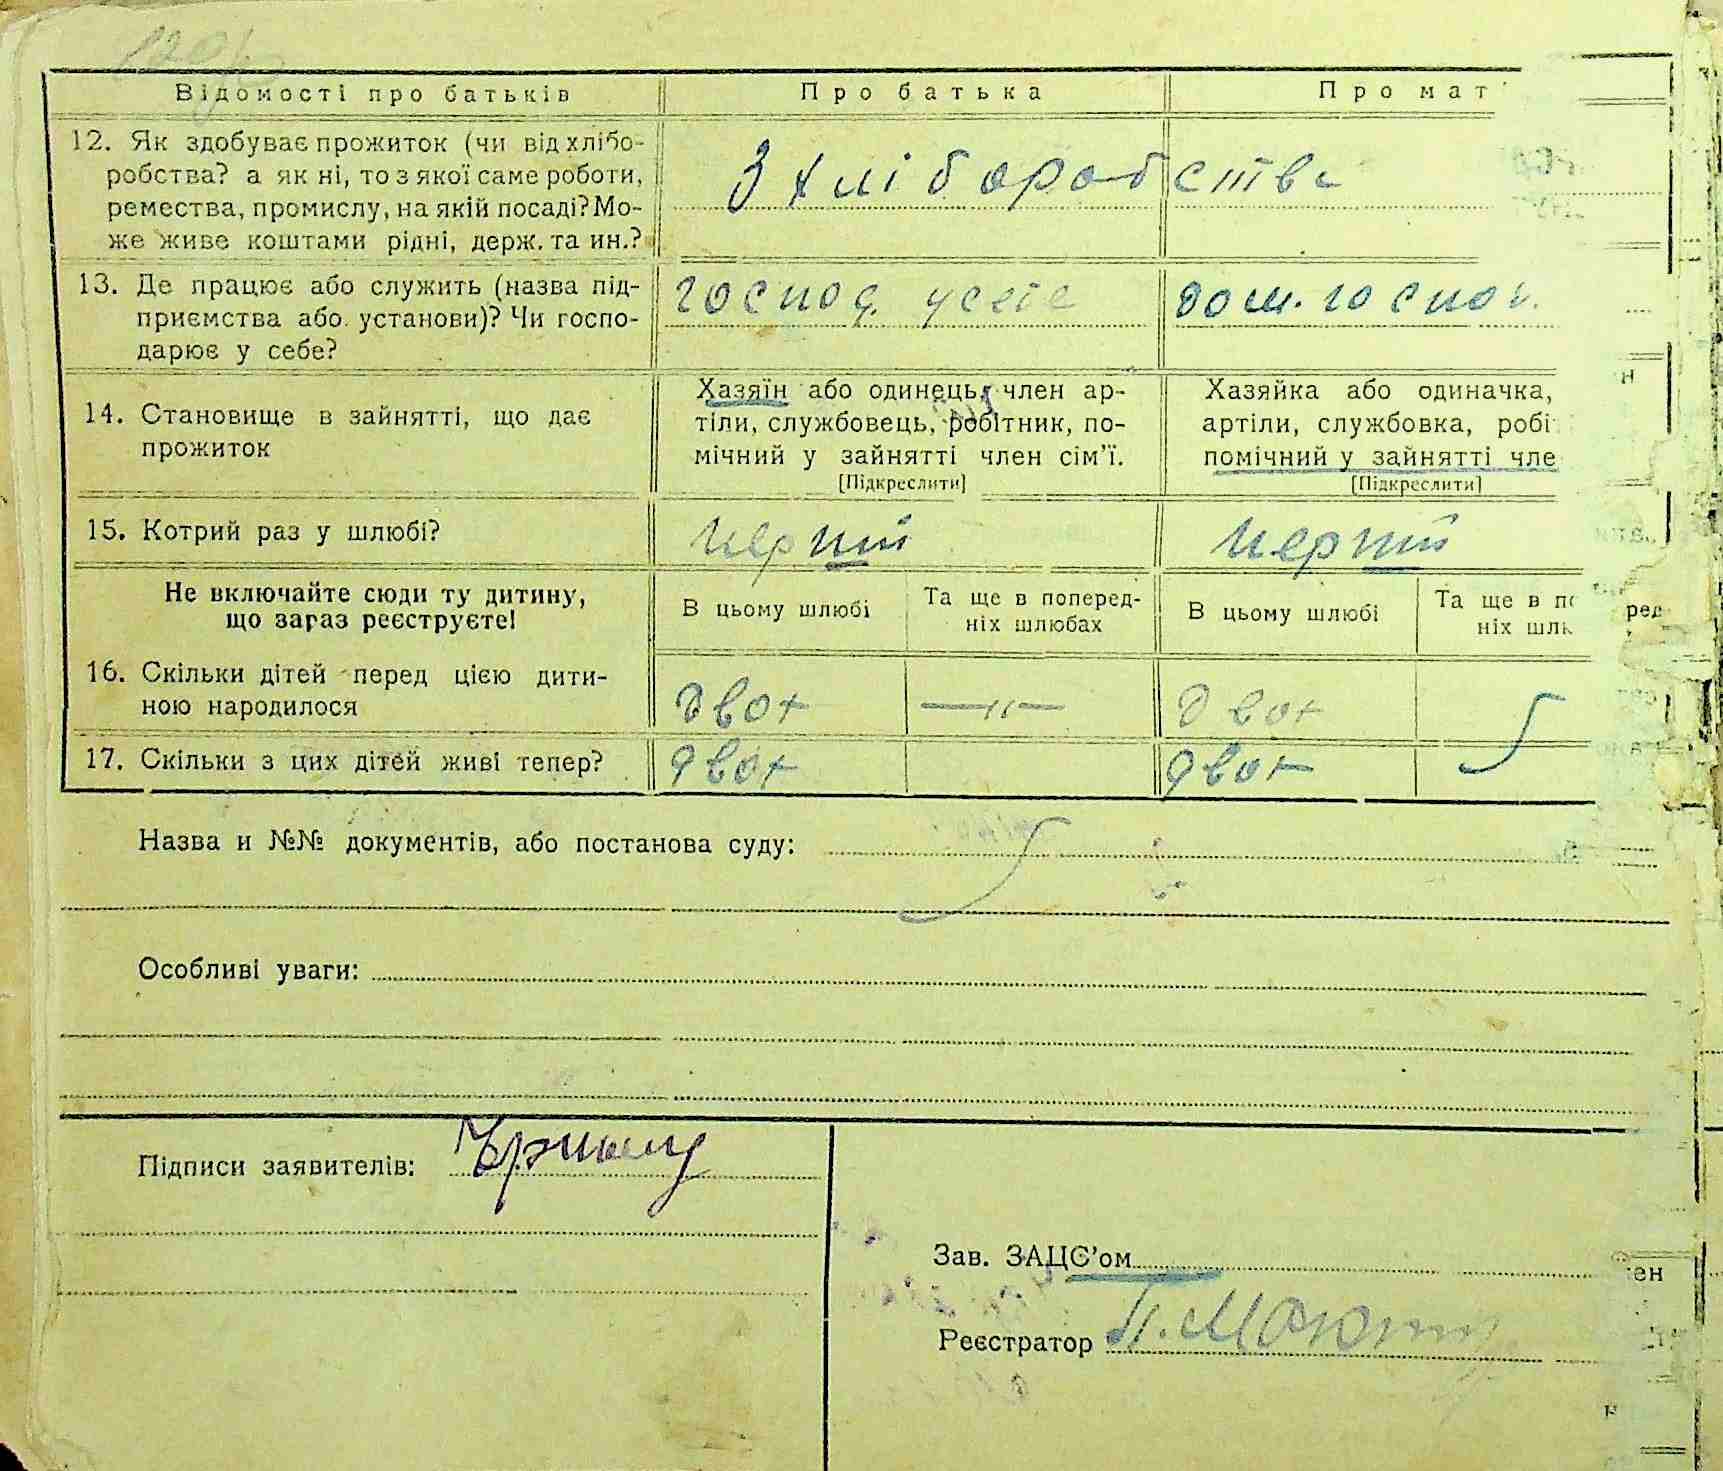 Відомості про батьків
Про батька
Про мат
12. Як здобуває прожиток (чи від хлібо-
робства? а як ні, то з якої саме роботи,
ремества, промислу, на якій посаді? Мо-
же живе коштами рідні, держ. та ин.?
З хліборобства
13. Де працює або служить (назва під-
приємства або установи)? Чи госпо-
дарює у себе?
господ. у себе
дом. господ.
14. Становище в зайнятті, що дає
прожиток
Хазяїн або одинець, член ар-
тіли, службовець, робітник, по-
мічний у зайнятті член сім'ї.
[Підкреслити]
Хазяйка або одиначка,
артіли, службовка, робі
помічний у зайнятті чле
[Підкреслити]
15. Котрий раз у шлюбі?
перший
перший
Не включайте сюди ту дитину,
що зараз реєструєте!
В цьому шлюбі
Та ще в поперед-
ніх шлюбах
В цьому шлюбі
Та ще в по
ніх шлю
ред
16. Скільки дітей перед цією дити-
ною народилося
двох
—"—
двох
17. Скільки з цих дітей живі тепер?
двох
двох
Назва и №№ документів, або постанова суду:
Особливі уваги:
Підписи заявителів:
Зав. ЗАЦС'ом
Реєстратор